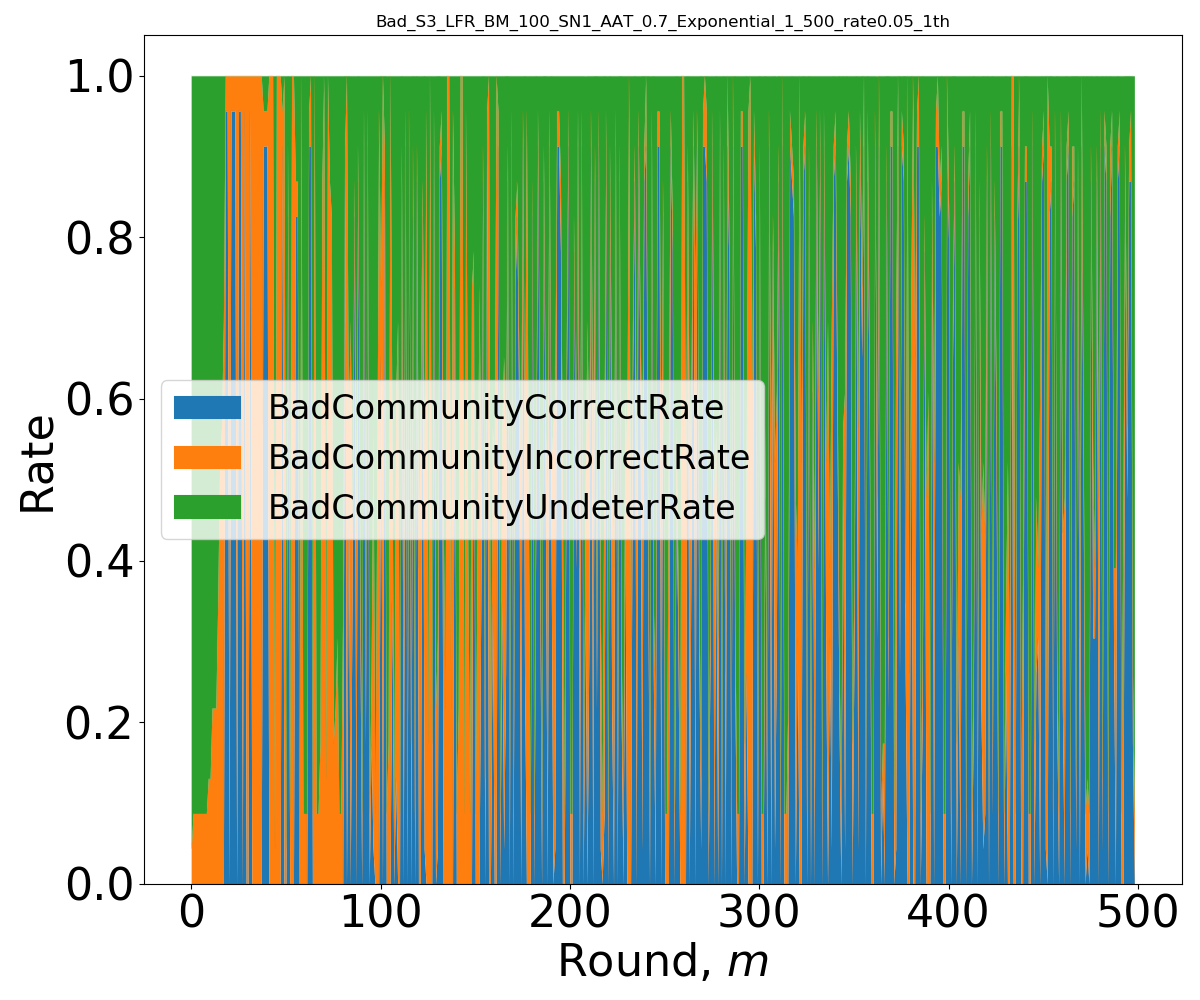 Bad_S3_LFR_BM_100_SN1_AAT_0.7_Exponential_1_500_rate0.05_1th
1.0
0.8
0.6
0.4
0.2
0.0
Rate
BadCommunityCorrectRate
BadCommunityIncorrectRate
BadCommunityUndeterRate
0 100 200 300 400 500
Round, m